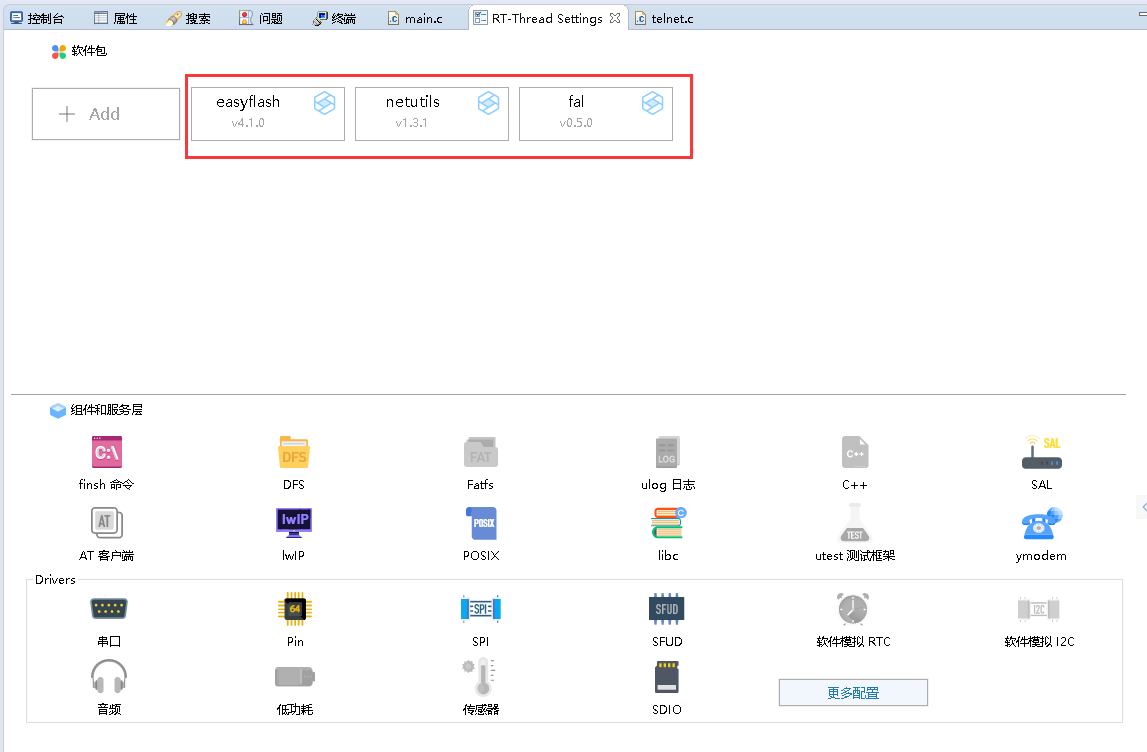 控制台 属性 搜索 问题 终端 main.c RT-Thread Settings telnet.c
软件包
Add
easyflash
v4.1.0
netutils
v1.3.1
fal
v0.5.0
组件和服务层
C:\ DFS FAT LOG C++ SAL
finsh 命令 DFS Fatfs ulog 日志 C++ SAL
AT lwIP POSIX C TEST
AT 客户端 lwIP POSIX libc utest 测试框架 ymodem
Drivers
64 SPI SFUD I2C
串口 Pin SPI SFUD 软件模拟 RTC 软件模拟 I2C
音频 低功耗 传感器 SDIO 更多配置